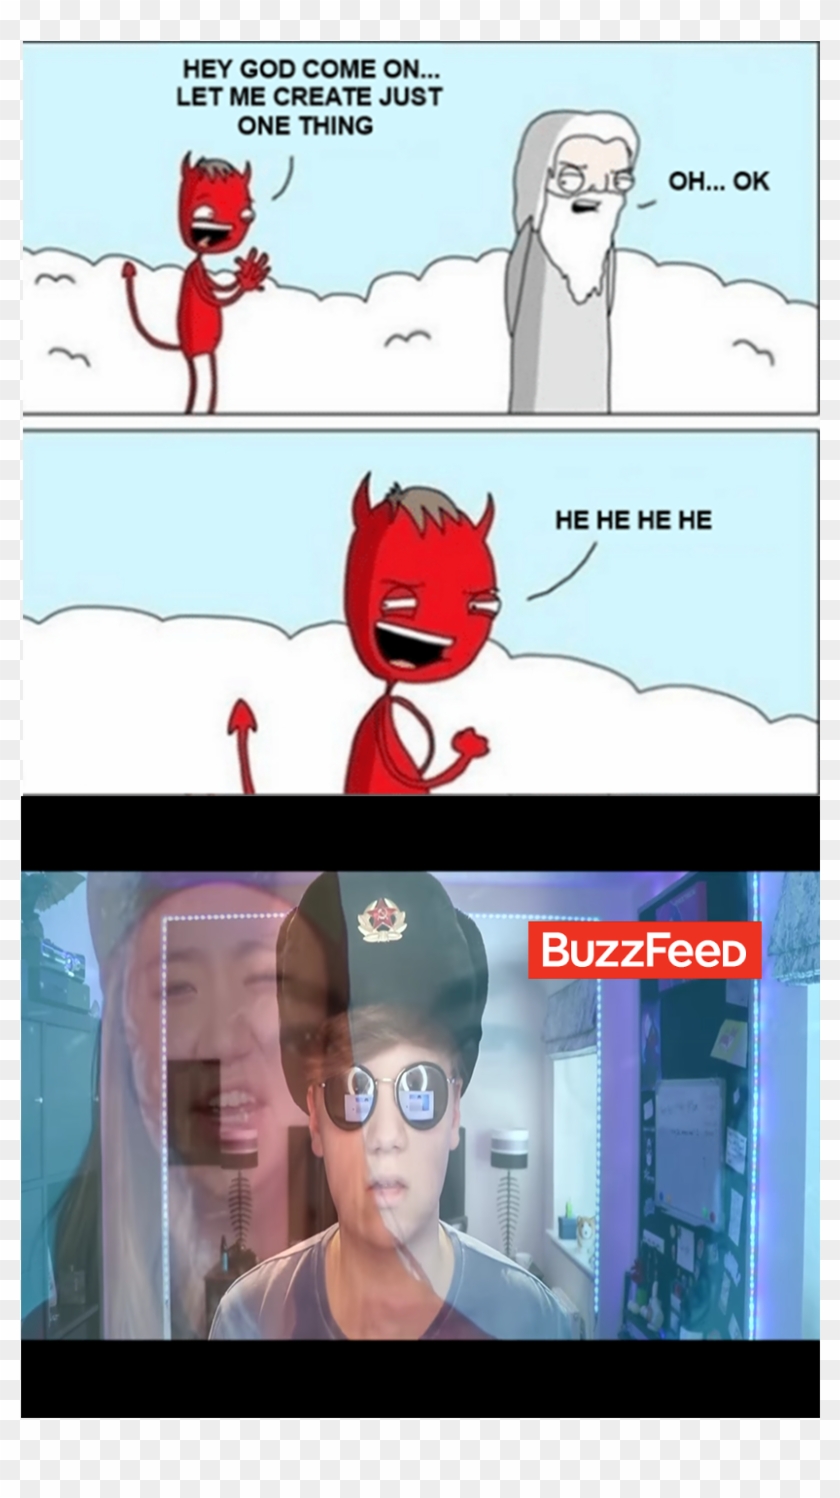 HEY GOD COME ON...
LET ME CREATE JUST
ONE THING
OH... OK
HE HE HE HE
BuzzFeed